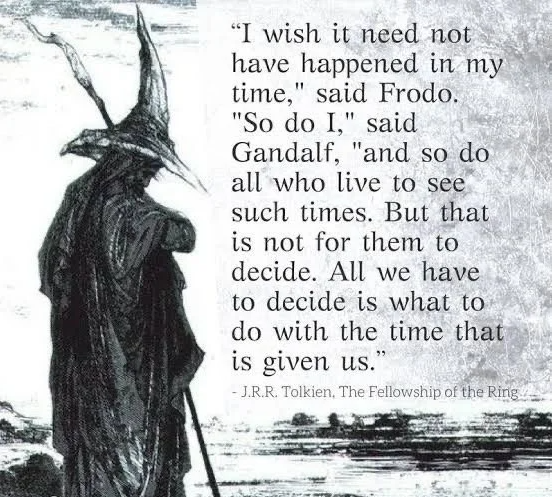 “I wish it need not
have happened in my
time," said Frodo.
"So do I," said
Gandalf, "and so do
all who live to see
such times. But that
is not for them to
decide. All we have
to decide is what to
do with the time that
is given us.”
- J.R.R. Tolkien, The Fellowship of the Ring